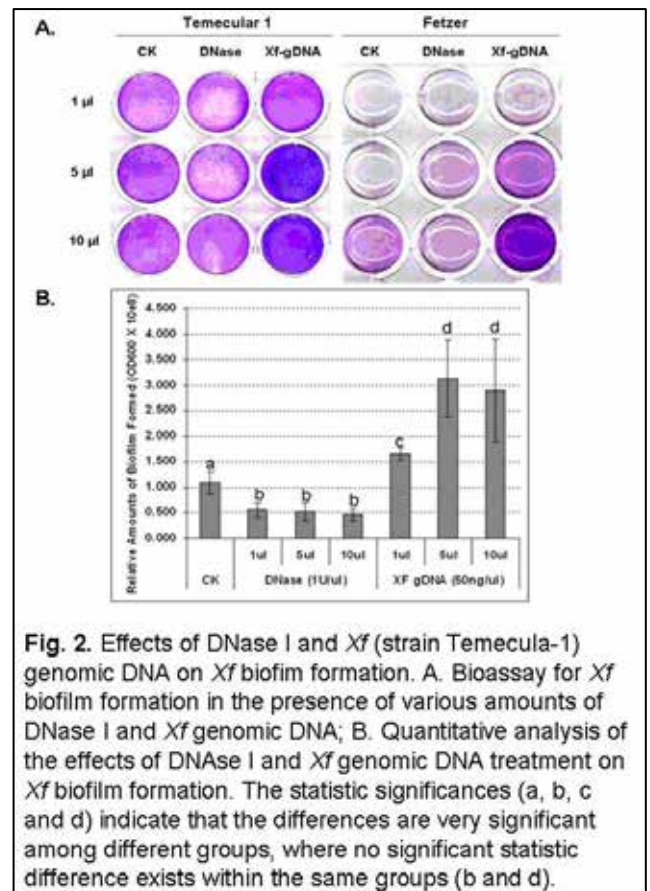 A.
Temecular 1 Fetzer
CK DNase Xf-gDNA CK DNase Xf-gDNA
1 µl
5 µl
10 µl
B.
Relative Amounts of Biofilm Formed (OD600 X 10e8)
4.500
4.000
3.500
3.000
2.500
2.000
1.500
1.000
0.500
0.000
a b b b c d d
1ul 5ul 10ul 1ul 5ul 10ul
CK DNase (1U/ul) XF gDNA (50ng/ul)
Fig. 2. Effects of DNase I and Xf (strain Temecula-1)
genomic DNA on Xf biofim formation. A. Bioassay for Xf
biofilm formation in the presence of various amounts of
DNase I and Xf genomic DNA; B. Quantitative analysis of
the effects of DNAse I and Xf genomic DNA treatment on
Xf biofilm formation. The statistic significances (a, b, c
and d) indicate that the differences are very significant
among different groups, where no significant statistic
difference exists within the same groups (b and d).